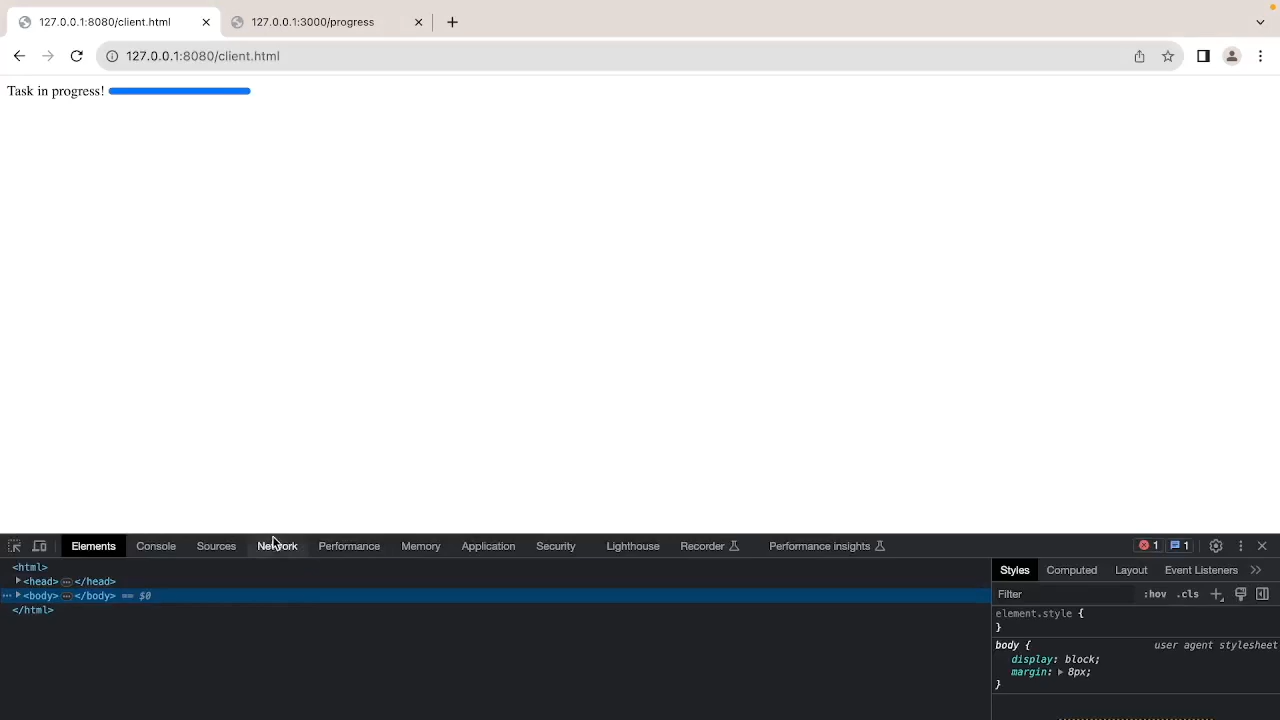 127.0.0.1:8080/client.html
127.0.0.1:3000/progress
127.0.0.1:8080/client.html
Task in progress!
Elements Console Sources Network Performance Memory Application Security Lighthouse Recorder Performance insights 1 1
<html>
<head>…</head>
… <body>…</body> == $0
</html>
Styles Computed Layout Event Listeners >>
Filter :hov .cls +
element.style {
}
body { user agent stylesheet
display: block;
margin: 8px;
}